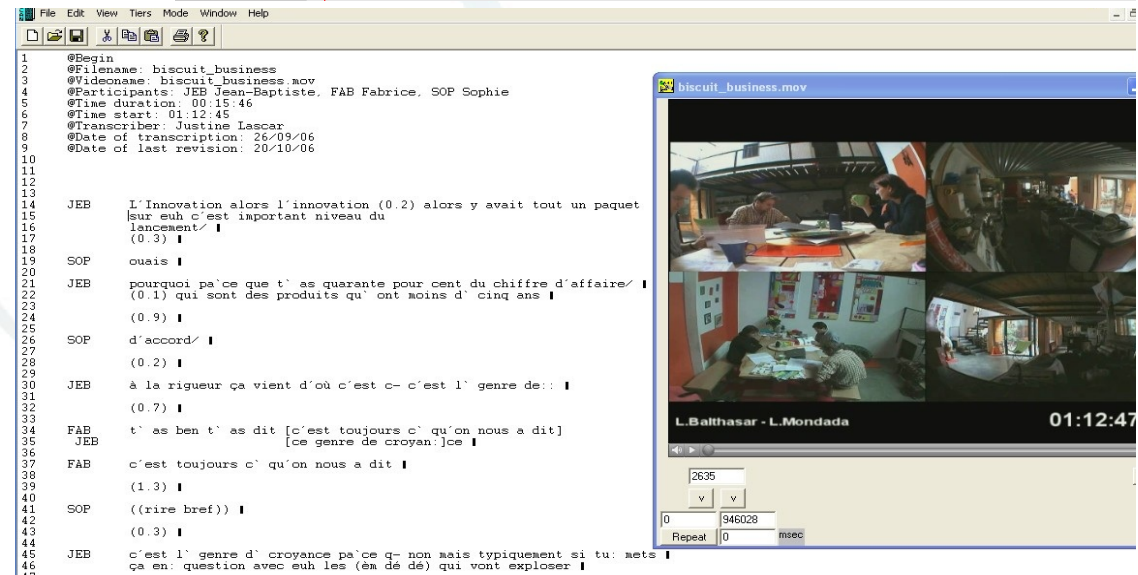 File Edit View Tiers Mode Window Help
1 @Begin
2 @Filename: biscuit_business
3 @Videoname: biscuit_business.mov
4 @Participants: JEB Jean-Baptiste, FAB Fabrice, SOP Sophie
5 @Time duration: 00:15:46
6 @Time start: 01:12:45
7 @Transcriber: Justine Lascar
8 @Date of transcription: 26/09/06
9 @Date of last revision: 20/10/06
10
11
12
13
14 JEB L´Innovation alors l´innovation (0.2) alors y avait tout un paquet
15 sur euh c´est important niveau du
16 lancement/
17 (0.3)
18
19 SOP ouais
20
21 JEB pourquoi pa`ce que t` as quarante pour cent du chiffre d´affaire/
22 (0.1) qui sont des produits qu` ont moins d` cinq ans
23
24 (0.9)
25
26 SOP d´accord/
27
28 (0.2)
29
30 JEB à la rigueur ça vient d´où c´est c- c´est l` genre de::
31
32 (0.7)
33
34 FAB t` as ben t` as dit [c´est toujours c` qu´on nous a dit]
35 JEB [ce genre de croyan:]ce
36
37 FAB c´est toujours c` qu´on nous a dit
38
39 (1.3)
40
41 SOP ((rire bref))
42
43 (0.3)
44
45 JEB c´est l` genre d` croyance pa`ce q- non mais typiquement si tu: mets
46 ça en: question avec euh les (èm dé dé) qui vont exploser
biscuit_business.mov
L.Balthasar - L.Mondada 01:12:47
2635
v v
0 946028
Repeat 0 msec